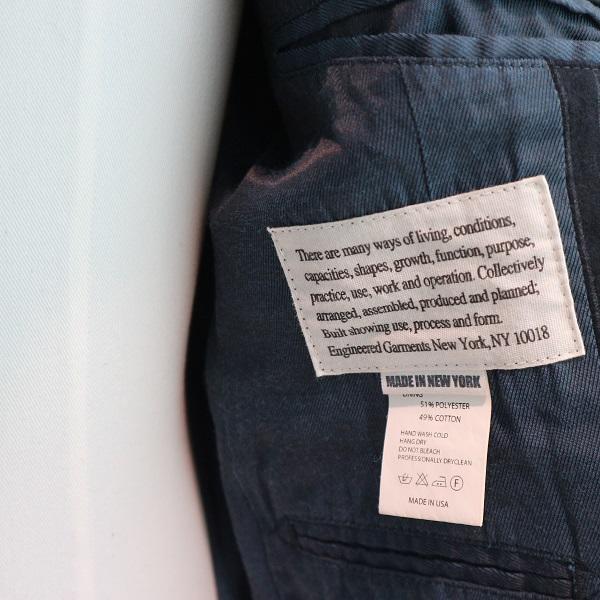 There are many ways of living, conditions,
capacities, shapes, growth, function, purpose,
practice, use, work and operation. Collectively
arranged, assembled, produced and planned;
Built showing use, process and form.
Engineered Garments New York, NY 10018
MADE IN NEW YORK
LINING
51% POLYESTER
49% COTTON
HAND WASH COLD
HANG DRY
DO NOT BLEACH
PROFESSIONALLY DRYCLEAN
F
MADE IN USA